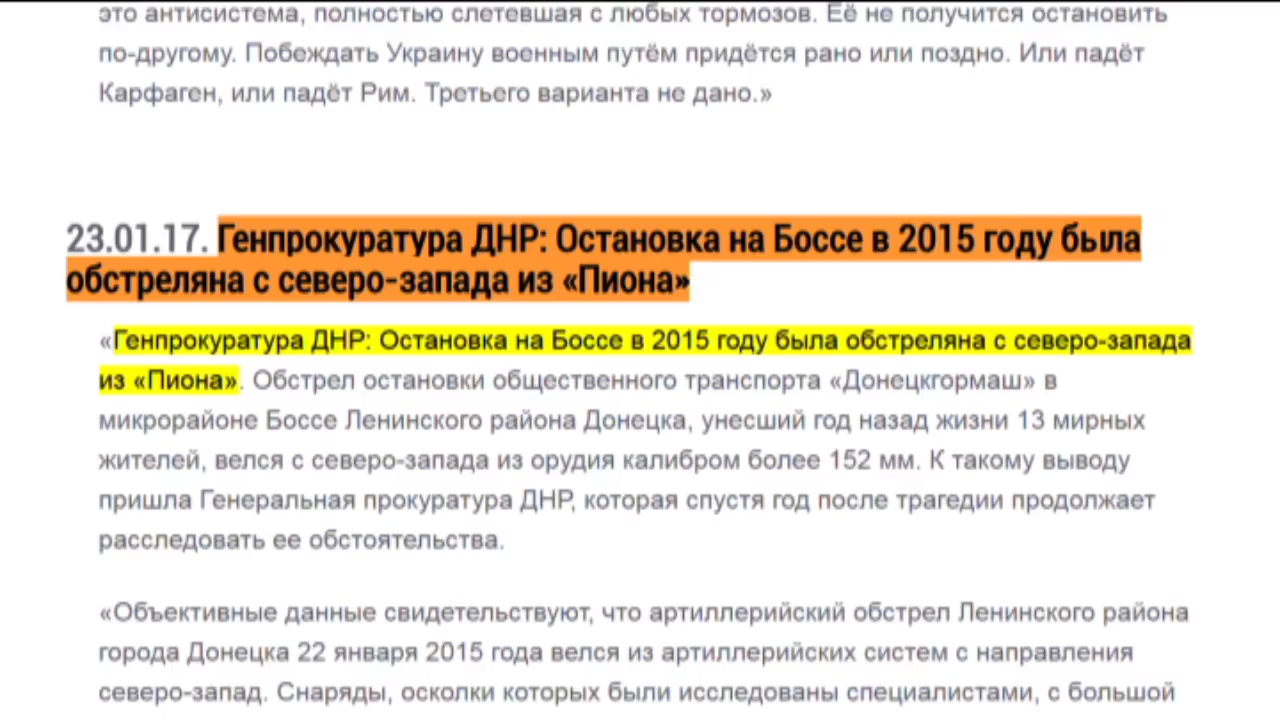 это антисистема, полностью слетевшая с любых тормозов. Её не получится остановить
по-другому. Побеждать Украину военным путём придётся рано или поздно. Или падёт
Карфаген, или падёт Рим. Третьего варианта не дано.»
23.01.17. Генпрокуратура ДНР: Остановка на Боссе в 2015 году была
обстреляна с северо-запада из «Пиона»
«Генпрокуратура ДНР: Остановка на Боссе в 2015 году была обстреляна с северо-запада
из «Пиона». Обстрел остановки общественного транспорта «Донецкгормаш» в
микрорайоне Боссе Ленинского района Донецка, унесший год назад жизни 13 мирных
жителей, велся с северо-запада из орудия калибром более 152 мм. К такому выводу
пришла Генеральная прокуратура ДНР, которая спустя год после трагедии продолжает
расследовать ее обстоятельства.
«Объективные данные свидетельствуют, что артиллерийский обстрел Ленинского района
города Донецка 22 января 2015 года велся из артиллерийских систем с направления
северо-запад. Снаряды, осколки которых были исследованы специалистами, с большой